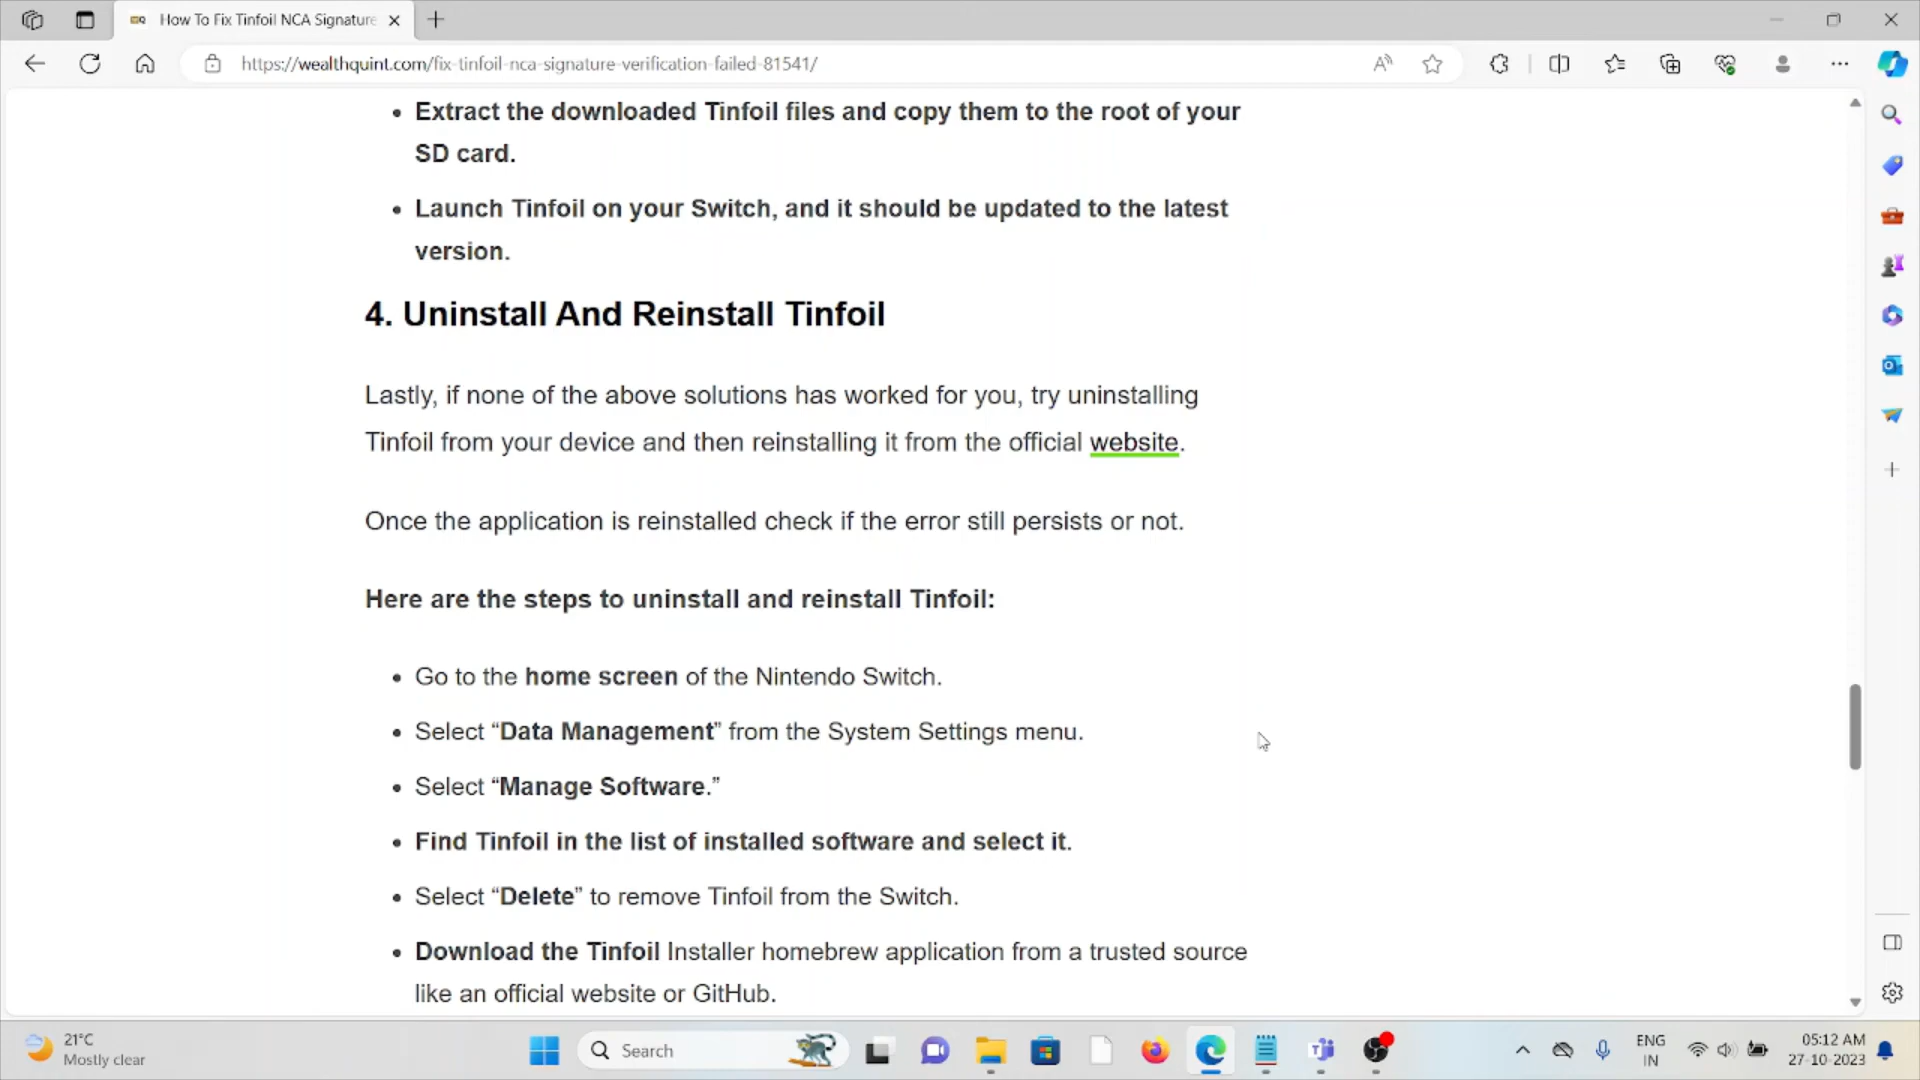 How To Fix Tinfoil NCA Signature
https://wealthquint.com/fix-tinfoil-nca-signature-verification-failed-81541/
• Extract the downloaded Tinfoil files and copy them to the root of your
SD card.
• Launch Tinfoil on your Switch, and it should be updated to the latest
version.
4. Uninstall And Reinstall Tinfoil
Lastly, if none of the above solutions has worked for you, try uninstalling
Tinfoil from your device and then reinstalling it from the official website.
Once the application is reinstalled check if the error still persists or not.
Here are the steps to uninstall and reinstall Tinfoil:
• Go to the home screen of the Nintendo Switch.
• Select “Data Management” from the System Settings menu.
• Select “Manage Software.”
• Find Tinfoil in the list of installed software and select it.
• Select “Delete” to remove Tinfoil from the Switch.
• Download the Tinfoil Installer homebrew application from a trusted source
like an official website or GitHub.
21°C
Mostly clear
Search
ENG
IN
05:12 AM
27-10-2023